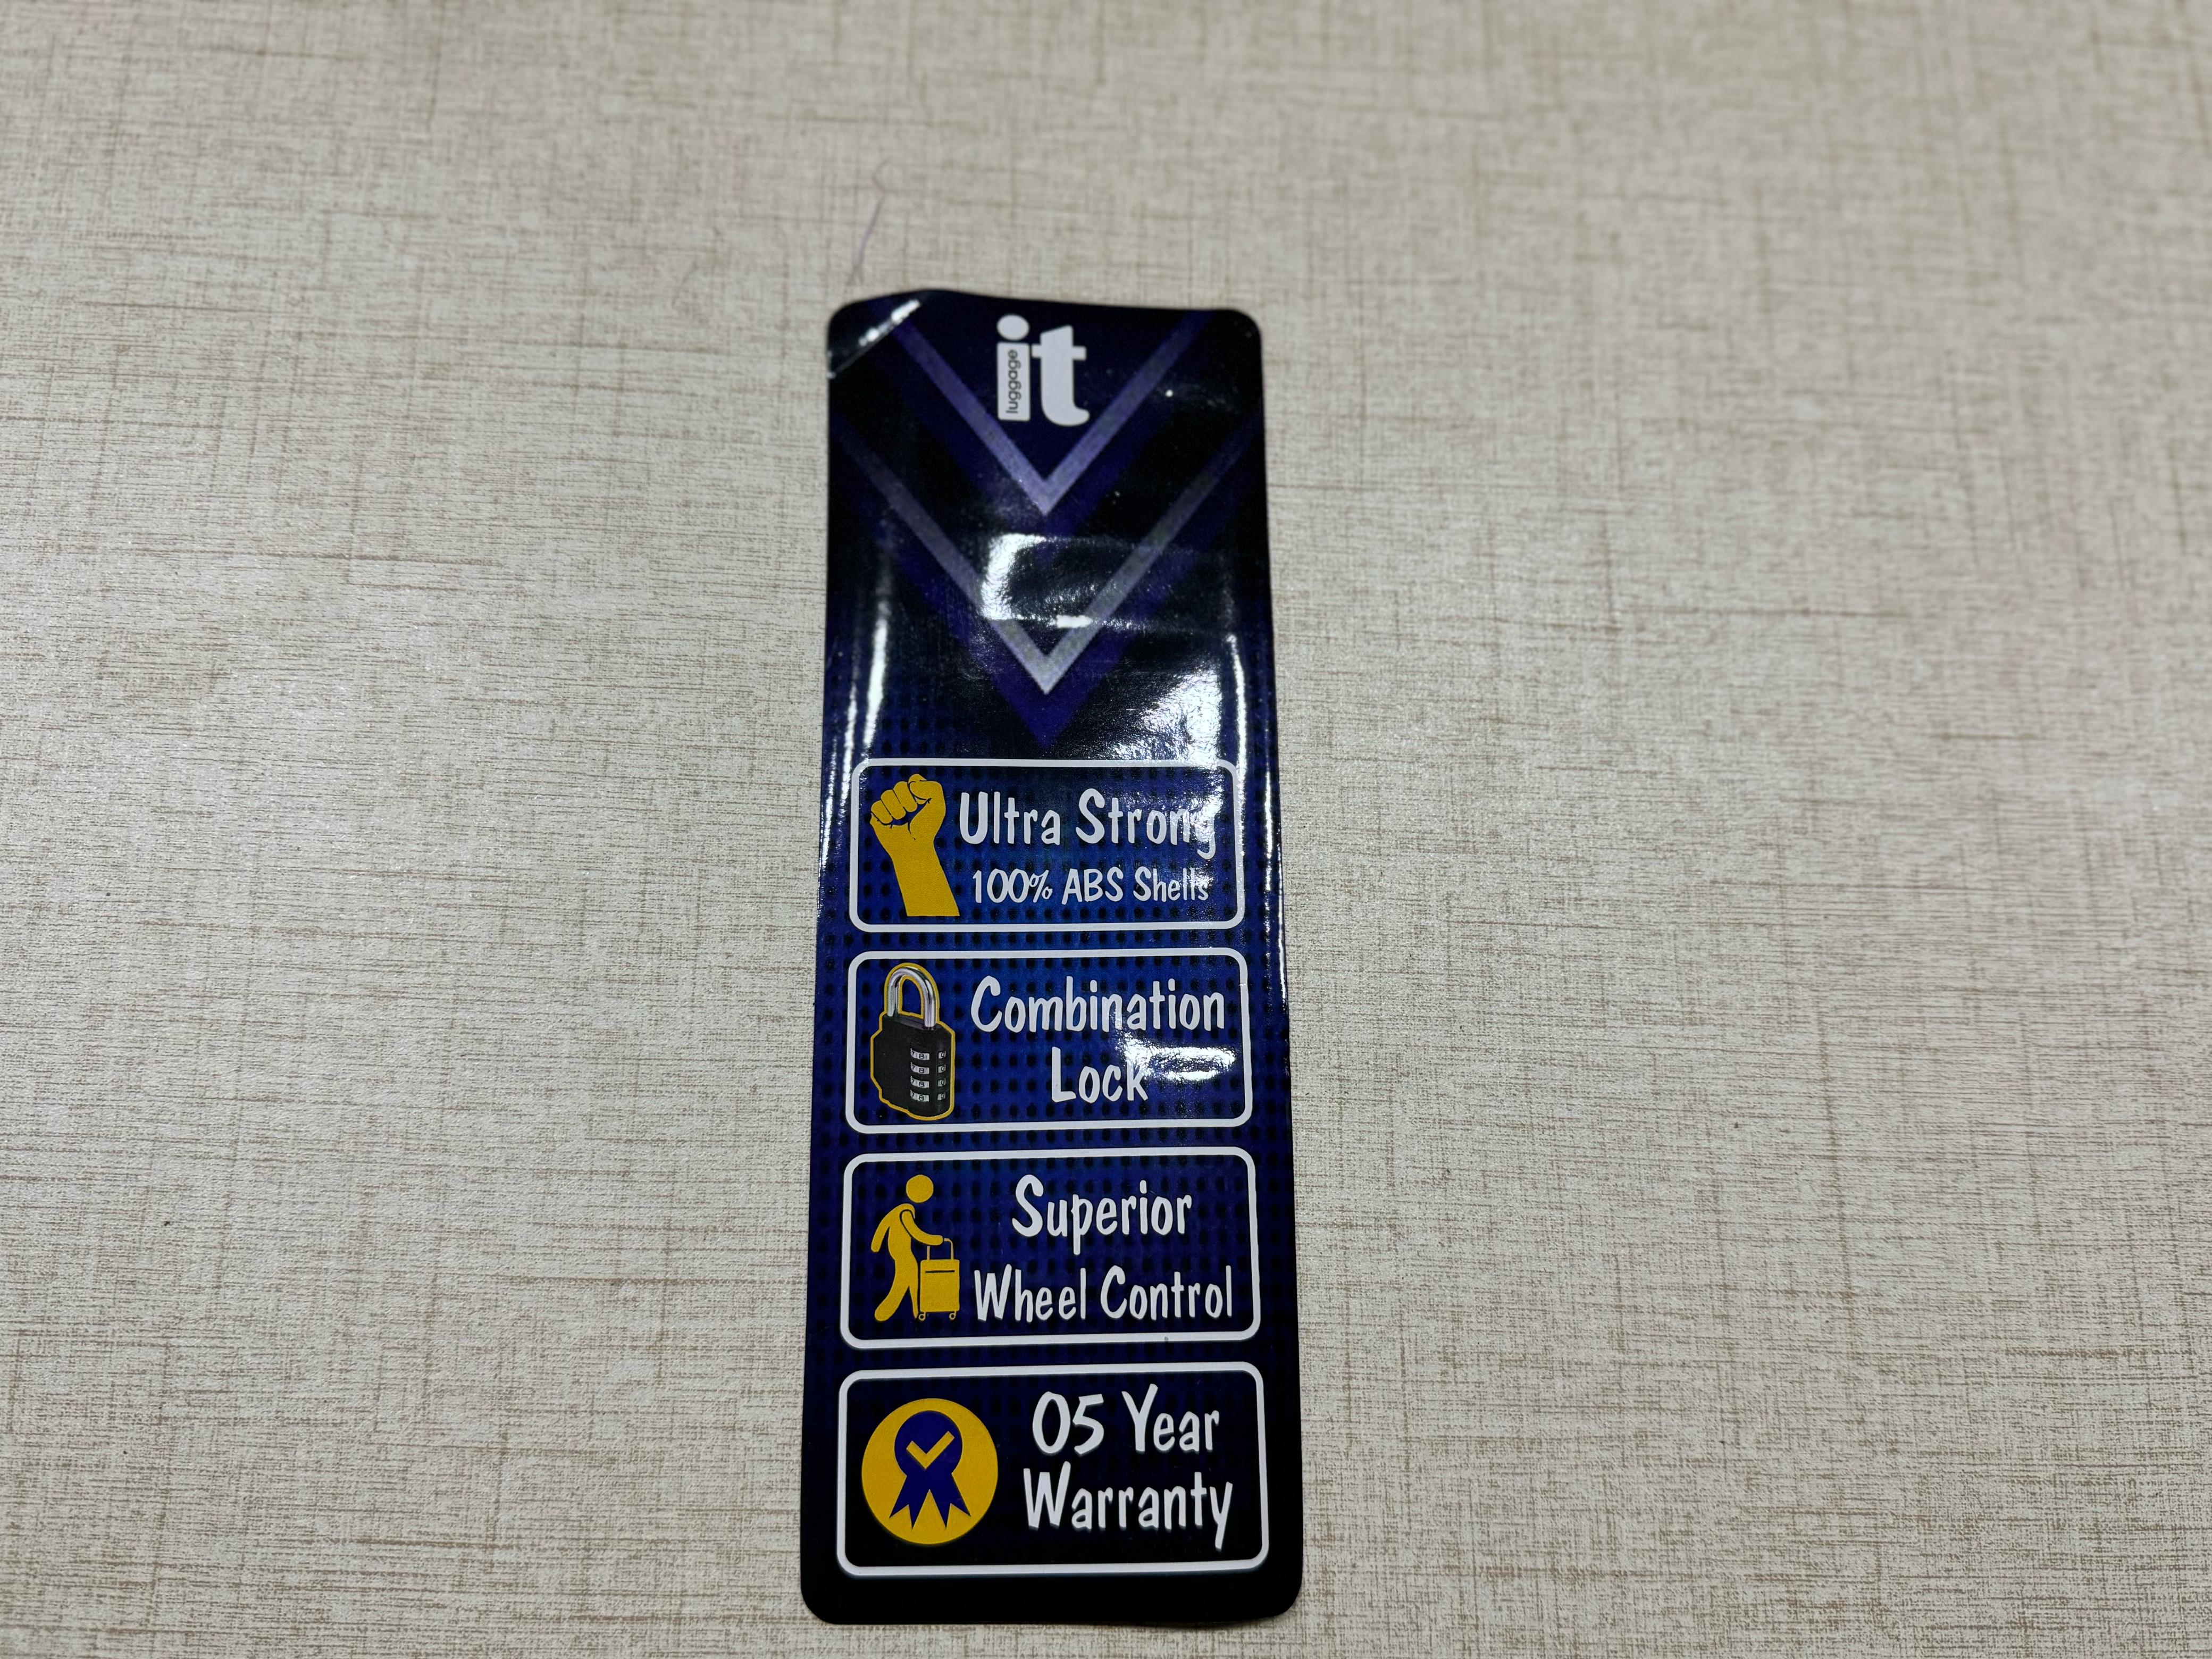 it
luggage
Ultra Strong
100% ABS Shells
Combination
Lock
Superior
Wheel Control
05 Year
Warranty